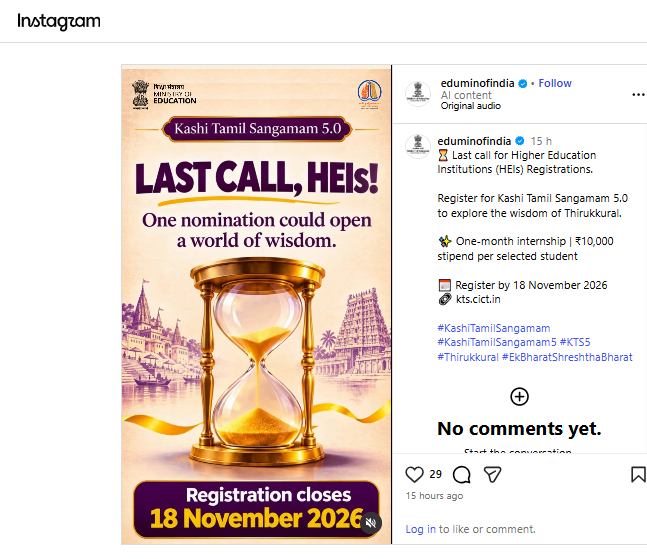 Instagram
शिक्षा मंत्रालय
MINISTRY OF
EDUCATION
Kashi Tamil Sangamam 5.0
LAST CALL, HEIs!
One nomination could open
a world of wisdom.
Registration closes
18 November 2026
eduminofindia • Follow
AI content
Original audio
eduminofindia 15 h
⏳ Last call for Higher Education
Institutions (HEIs) Registrations.
Register for Kashi Tamil Sangamam 5.0
to explore the wisdom of Thirukkural.
✨ One-month internship | ₹10,000
stipend per selected student
🗓️ Register by 18 November 2026
🔗 kts.cict.in
#KashiTamilSangamam
#KashiTamilSangamam5 #KTS5
#Thirukkural #EkBharatShreshthaBharat
No comments yet.
Start the conversation.
29
15 hours ago
Log in to like or comment.